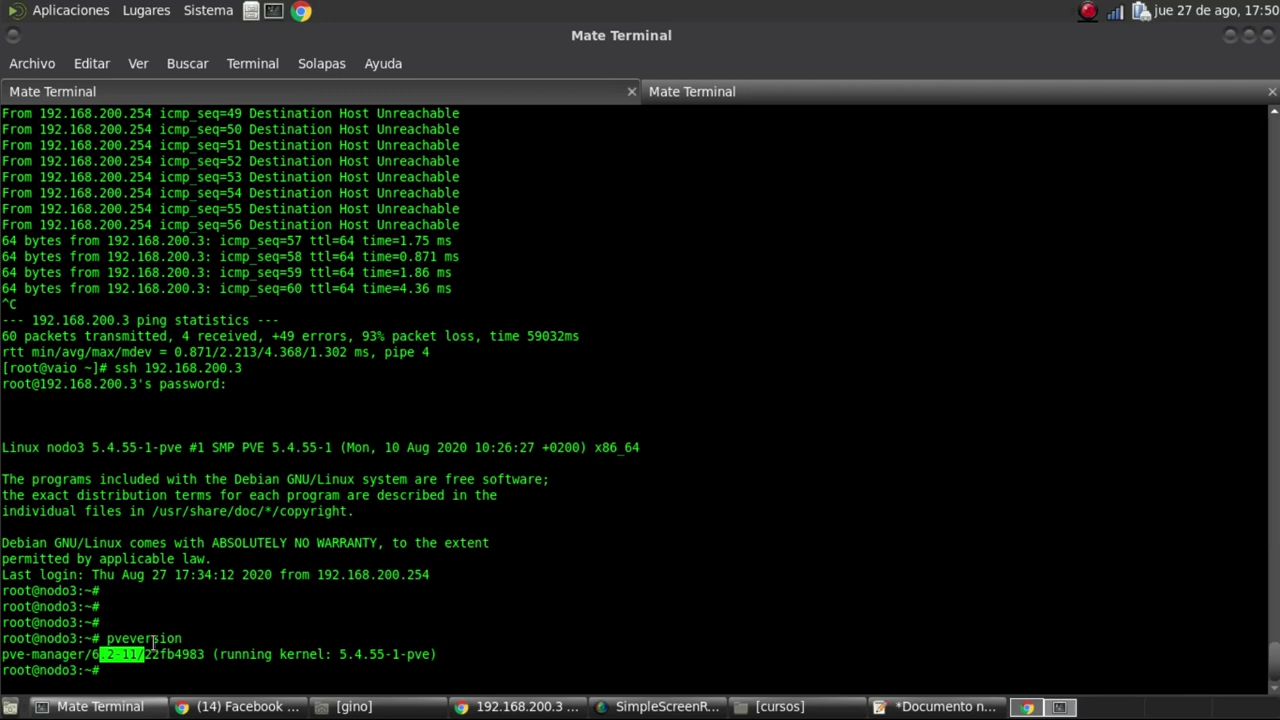 Aplicaciones Lugares Sistema jue 27 de ago, 17:50
Mate Terminal
Archivo Editar Ver Buscar Terminal Solapas Ayuda
Mate Terminal Mate Terminal
From 192.168.200.254 icmp_seq=49 Destination Host Unreachable
From 192.168.200.254 icmp_seq=50 Destination Host Unreachable
From 192.168.200.254 icmp_seq=51 Destination Host Unreachable
From 192.168.200.254 icmp_seq=52 Destination Host Unreachable
From 192.168.200.254 icmp_seq=53 Destination Host Unreachable
From 192.168.200.254 icmp_seq=54 Destination Host Unreachable
From 192.168.200.254 icmp_seq=55 Destination Host Unreachable
From 192.168.200.254 icmp_seq=56 Destination Host Unreachable
64 bytes from 192.168.200.3: icmp_seq=57 ttl=64 time=1.75 ms
64 bytes from 192.168.200.3: icmp_seq=58 ttl=64 time=0.871 ms
64 bytes from 192.168.200.3: icmp_seq=59 ttl=64 time=1.86 ms
64 bytes from 192.168.200.3: icmp_seq=60 ttl=64 time=4.36 ms
^C
--- 192.168.200.3 ping statistics ---
60 packets transmitted, 4 received, +49 errors, 93% packet loss, time 59032ms
rtt min/avg/max/mdev = 0.871/2.213/4.368/1.302 ms, pipe 4
[root@vaio ~]# ssh 192.168.200.3
root@192.168.200.3's password:
Linux nodo3 5.4.55-1-pve #1 SMP PVE 5.4.55-1 (Mon, 10 Aug 2020 10:26:27 +0200) x86_64
The programs included with the Debian GNU/Linux system are free software;
the exact distribution terms for each program are described in the
individual files in /usr/share/doc/*/copyright.
Debian GNU/Linux comes with ABSOLUTELY NO WARRANTY, to the extent
permitted by applicable law.
Last login: Thu Aug 27 17:34:12 2020 from 192.168.200.254
root@nodo3:~#
root@nodo3:~#
root@nodo3:~#
root@nodo3:~# pveversion
pve-manager/6.2-11/22fb4983 (running kernel: 5.4.55-1-pve)
root@nodo3:~#
Mate Terminal (14) Facebook ... [gino] 192.168.200.3 ... SimpleScreenR... [cursos] *Documento n...